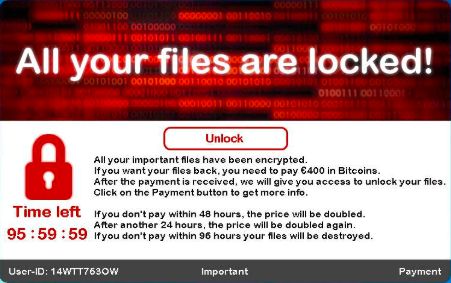 All your files are locked!
Unlock
All your important files have been encrypted.
If you want your files back, you need to pay €400 in Bitcoins.
After the payment is received, we will give you access to unlock your files.
Click on the Payment button to get more info.
Time left
95:59:59
If you don't pay within 48 hours, the price will be doubled.
After another 24 hours, the price will be doubled again.
If you don't pay within 96 hours your files will be destroyed.
User-ID: 14WTT763OW Important Payment